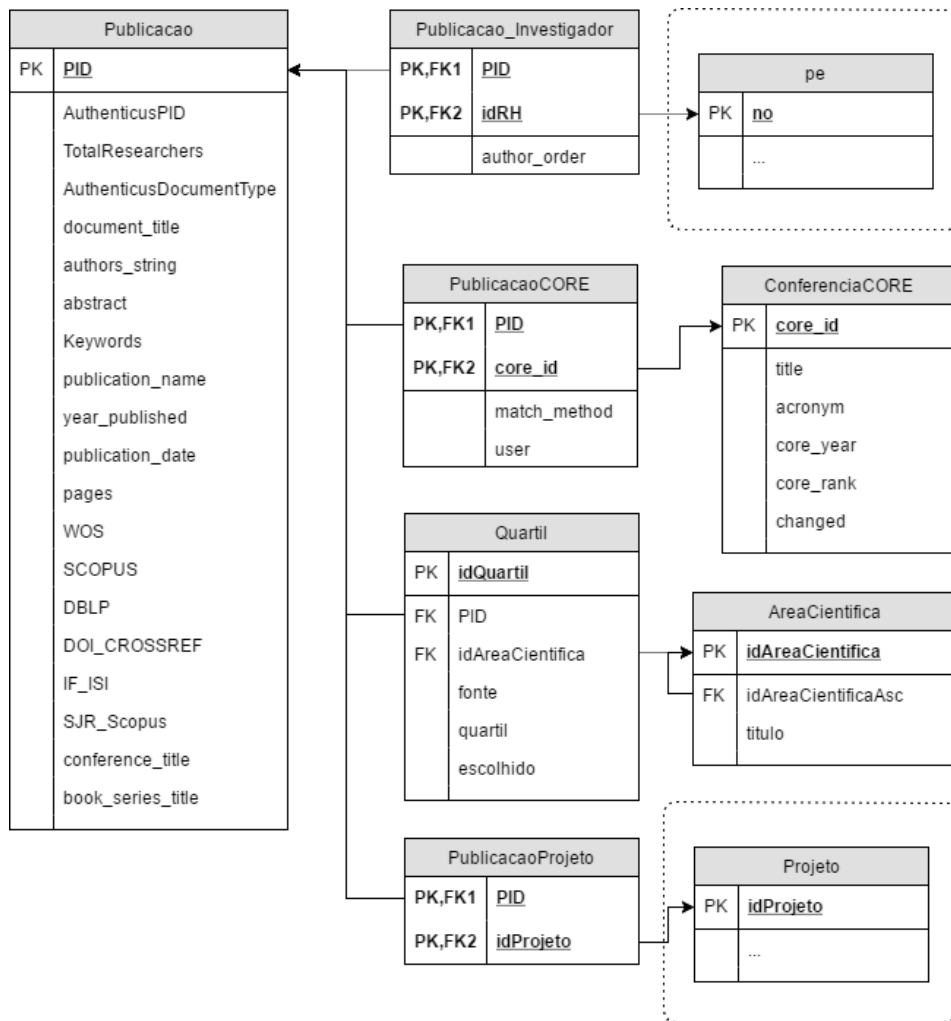 Publicacao
PK PID
AuthenticusPID
TotalResearchers
AuthenticusDocumentType
document_title
authors_string
abstract
Keywords
publication_name
year_published
publication_date
pages
WOS
SCOPUS
DBLP
DOI_CROSSREF
IF_ISI
SJR_Scopus
conference_title
book_series_title
Publicacao_Investigador
PK,FK1 PID
PK,FK2 idRH
author_order
pe
PK no
...
PublicacaoCORE
PK,FK1 PID
PK,FK2 core_id
match_method
user
ConferenciaCORE
PK core_id
title
acronym
core_year
core_rank
changed
Quartil
PK idQuartil
FK PID
FK idAreaCientifica
fonte
quartil
escolhido
AreaCientifica
PK idAreaCientifica
FK idAreaCientificaAsc
titulo
PublicacaoProjeto
PK,FK1 PID
PK,FK2 idProjeto
Projeto
PK idProjeto
...